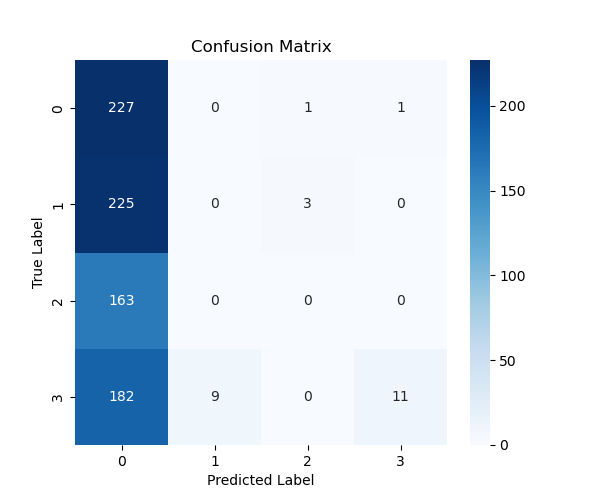 Confusion Matrix
0 227 0 1 1
1 225 0 3 0
2 163 0 0 0
3 182 9 0 11
0 1 2 3
True Label
Predicted Label
200
150
100
50
0